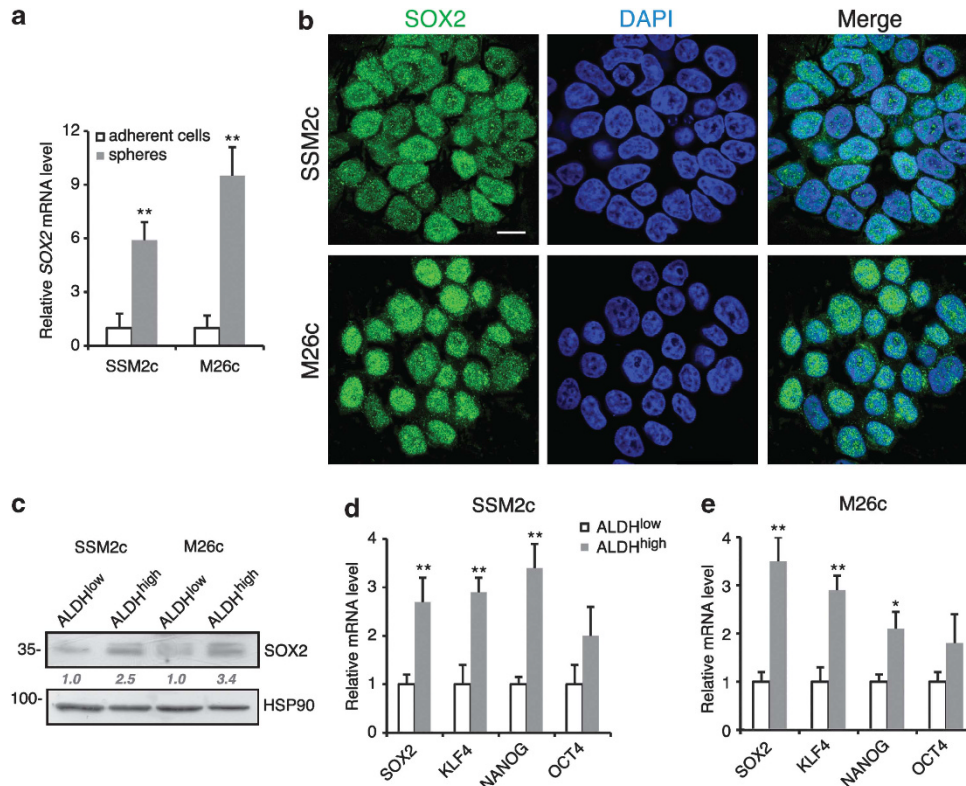 a
Relative SOX2 mRNA level
12
9
6
3
0
adherent cells
spheres
**
**
SSM2c
M26c
b
SOX2
DAPI
Merge
SSM2c
M26c
c
SSM2c
M26c
ALDHlow
ALDHhigh
ALDHlow
ALDHhigh
35-
SOX2
1.0
2.5
1.0
3.4
100-
HSP90
d
SSM2c
ALDHlow
ALDHhigh
Relative mRNA level
4
3
2
1
0
**
**
**
SOX2
KLF4
NANOG
OCT4
e
M26c
Relative mRNA level
4
3
2
1
0
**
**
*
SOX2
KLF4
NANOG
OCT4